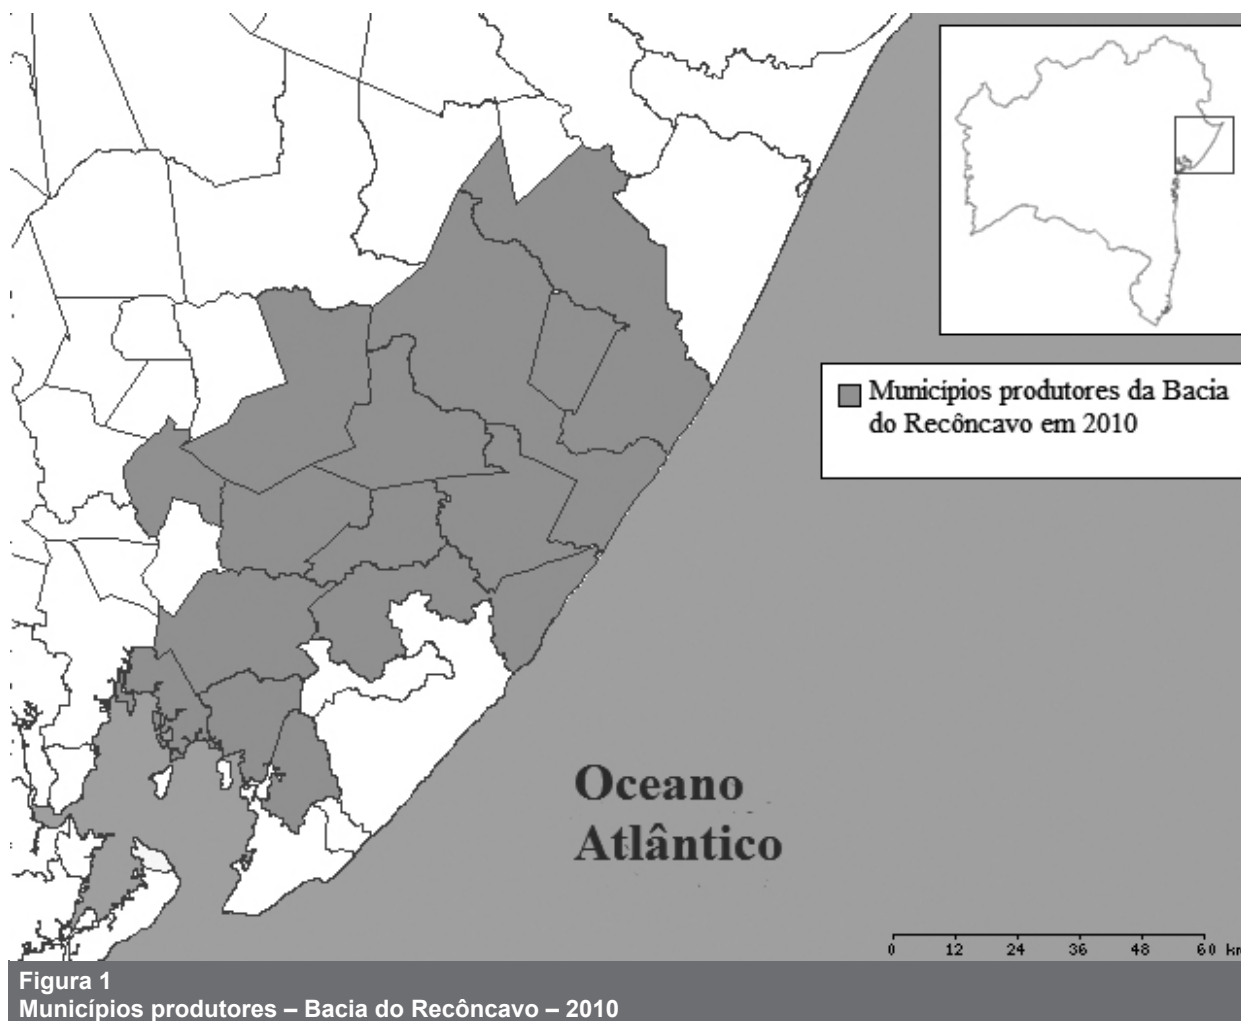 Municípios produtores da Bacia
do Recôncavo em 2010
Oceano
Atlântico
0 12 24 36 48 60 km
Figura 1
Municípios produtores – Bacia do Recôncavo – 2010